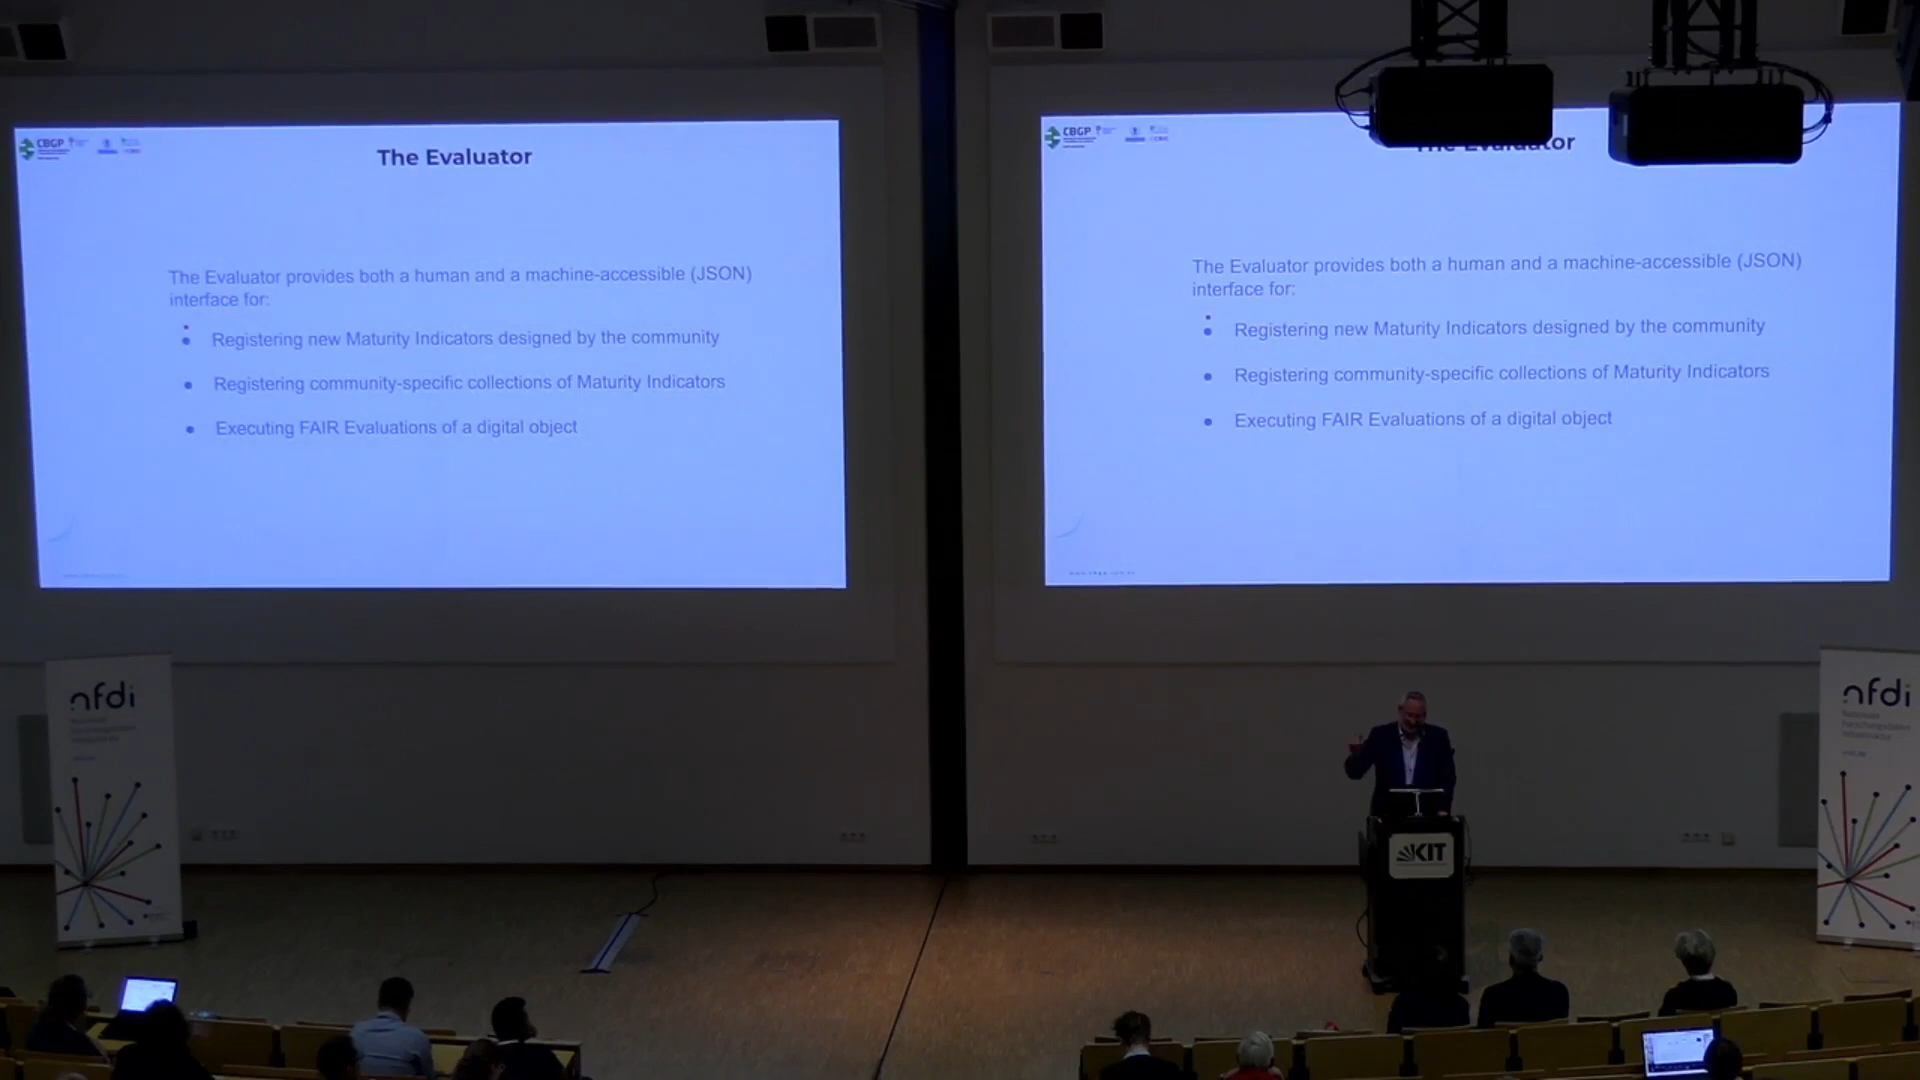 CBGP
The Evaluator
The Evaluator provides both a human and a machine-accessible (JSON)
interface for:
Registering new Maturity Indicators designed by the community
Registering community-specific collections of Maturity Indicators
Executing FAIR Evaluations of a digital object
CBGP
The Evaluator
The Evaluator provides both a human and a machine-accessible (JSON)
interface for:
Registering new Maturity Indicators designed by the community
Registering community-specific collections of Maturity Indicators
Executing FAIR Evaluations of a digital object
nfdi
nfdi
KIT